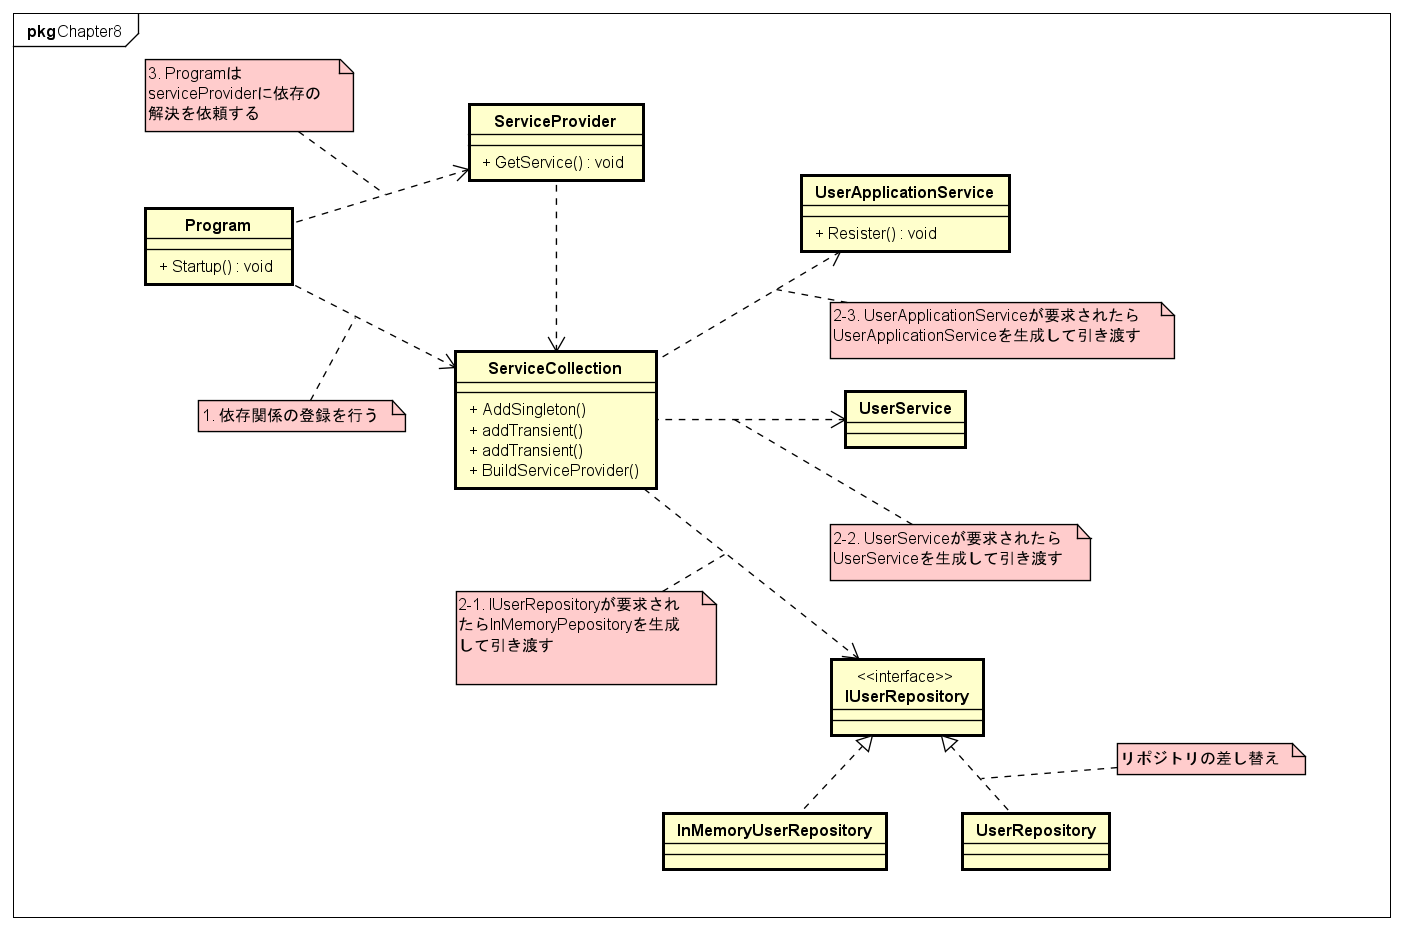 pkg Chapter8
3. Programは
serviceProviderに依存の
解決を依頼する
ServiceProvider
+ GetService() : void
Program
+ Startup() : void
UserApplicationService
+ Resister() : void
2-3. UserApplicationServiceが要求されたら
UserApplicationServiceを生成して引き渡す
ServiceCollection
+ AddSingleton()
+ addTransient()
+ addTransient()
+ BuildServiceProvider()
1. 依存関係の登録を行う
UserService
2-2. UserServiceが要求されたら
UserServiceを生成して引き渡す
2-1. IUserRepositoryが要求され
たらInMemoryPepositoryを生成
して引き渡す
<<interface>>
IUserRepository
リポジトリの差し替え
InMemoryUserRepository
UserRepository